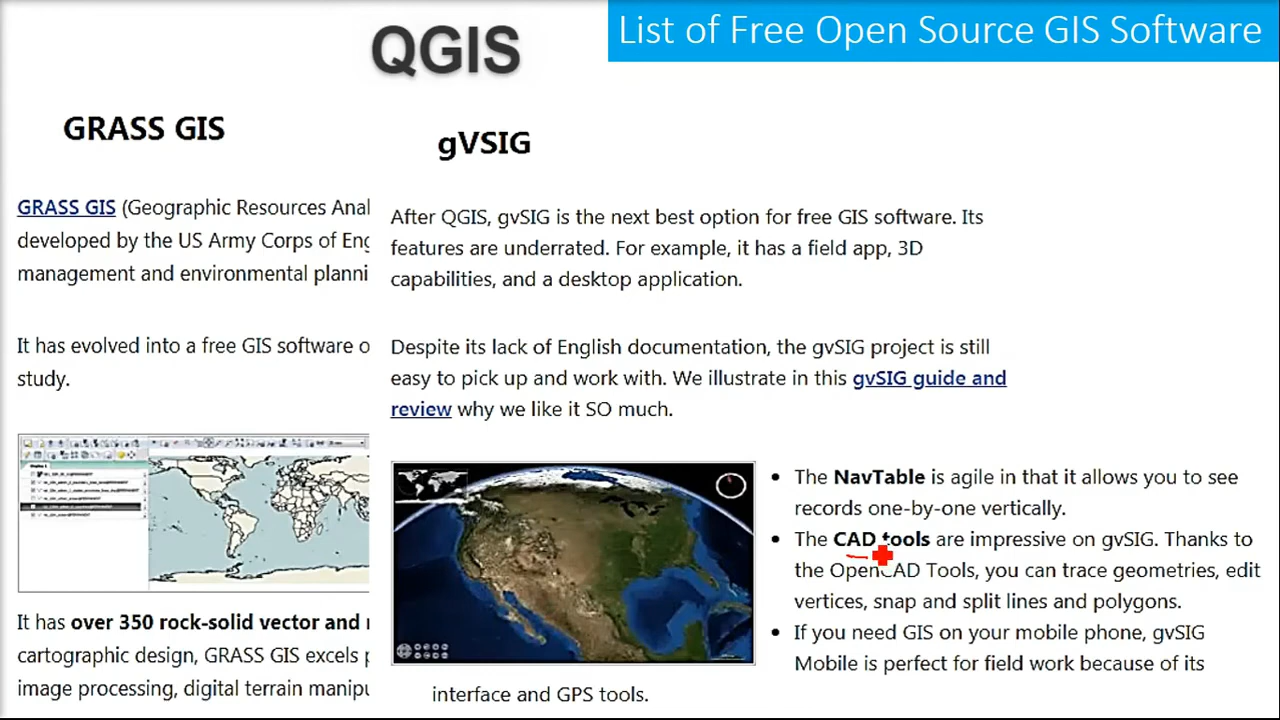 List of Free Open Source GIS Software
QGIS
GRASS GIS
GRASS GIS (Geographic Resources Anal
developed by the US Army Corps of Eng
management and environmental planni
It has evolved into a free GIS software o
study.
It has over 350 rock-solid vector and
cartographic design, GRASS GIS excels
image processing, digital terrain manipu
gVSIG
After QGIS, gvSIG is the next best option for free GIS software. Its
features are underrated. For example, it has a field app, 3D
capabilities, and a desktop application.
Despite its lack of English documentation, the gvSIG project is still
easy to pick up and work with. We illustrate in this gvSIG guide and
review why we like it SO much.
• The NavTable is agile in that it allows you to see
records one-by-one vertically.
• The CAD tools are impressive on gvSIG. Thanks to
the OpenCAD Tools, you can trace geometries, edit
vertices, snap and split lines and polygons.
• If you need GIS on your mobile phone, gvSIG
Mobile is perfect for field work because of its
interface and GPS tools.